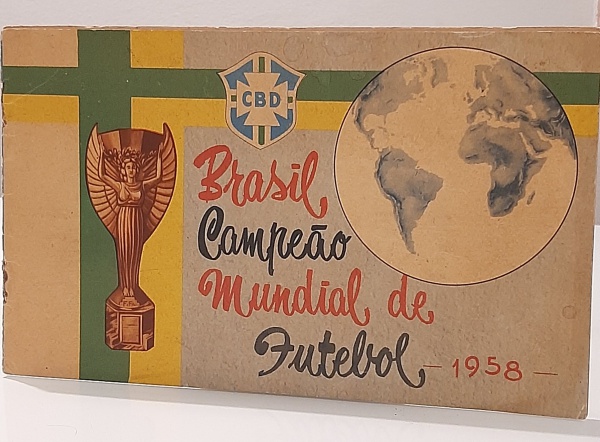 CBD
Brasil
Campeão
Mundial de
Futebol - 1958 -